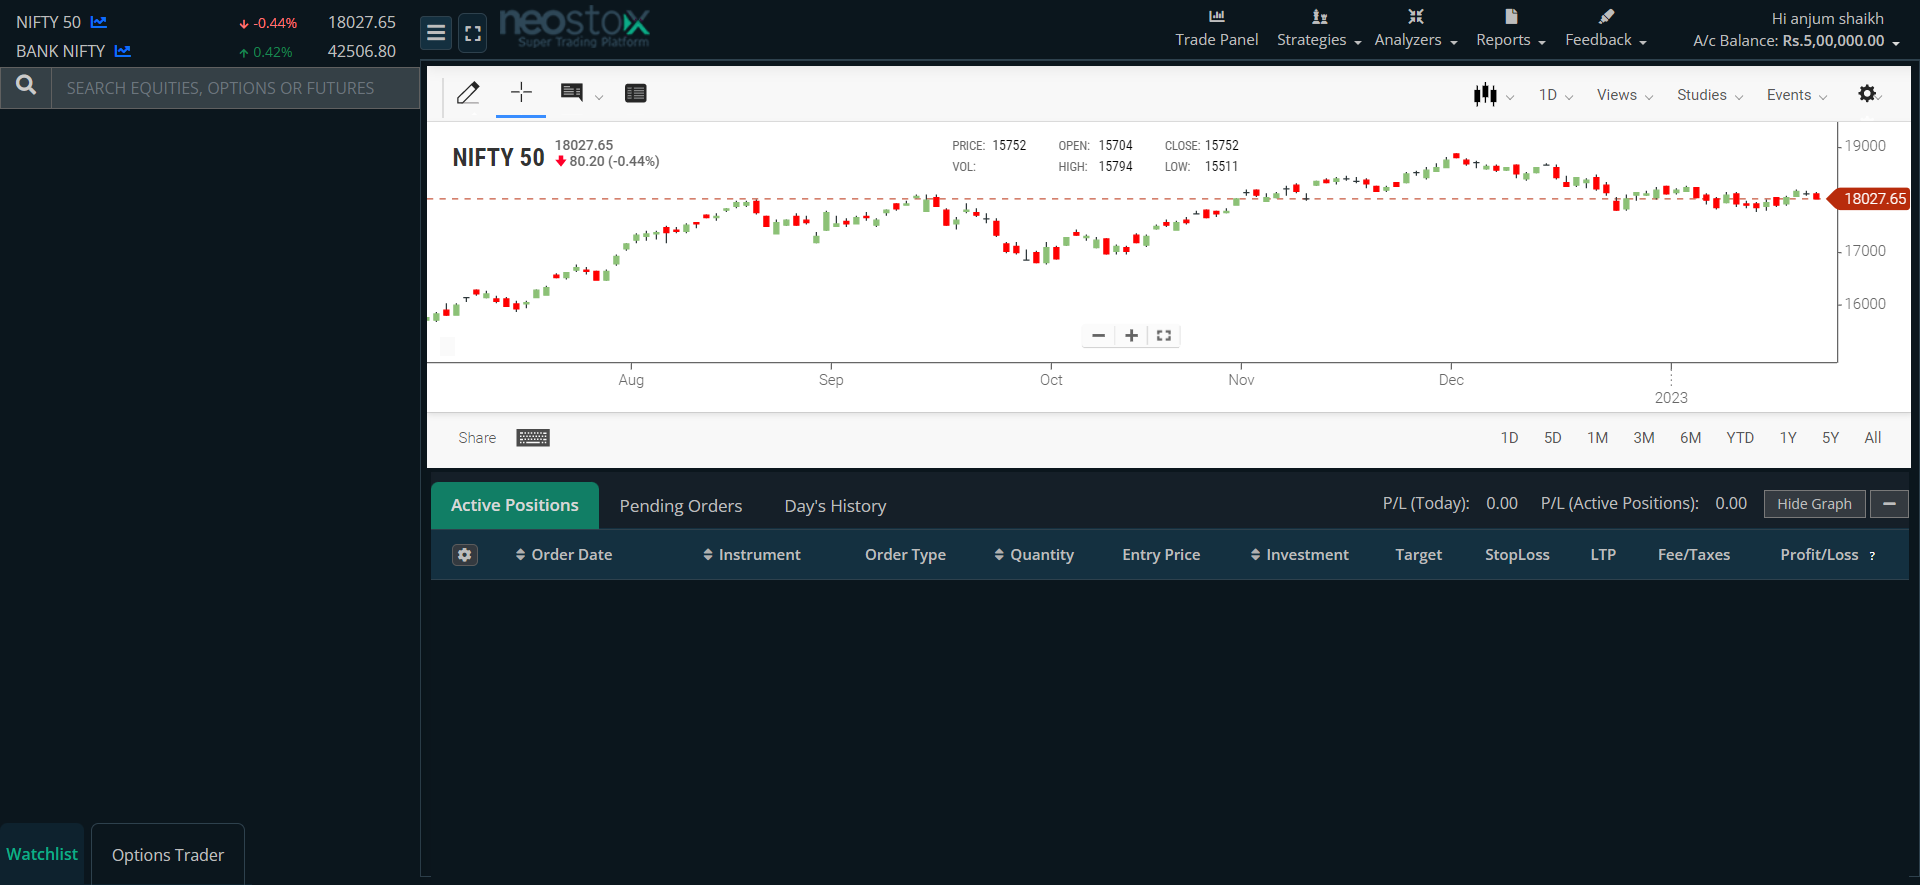 NIFTY 50 -0.44% 18027.65
BANK NIFTY 0.42% 42506.80
SEARCH EQUITIES, OPTIONS OR FUTURES
neostox
Super Trading Platform
Trade Panel Strategies Analyzers Reports Feedback
Hi anjum shaikh
A/c Balance: Rs.5,00,000.00
1D Views Studies Events
NIFTY 50
18027.65
80.20 (-0.44%)
PRICE: 15752 OPEN: 15704 CLOSE: 15752
VOL: HIGH: 15794 LOW: 15511
19000
18027.65
17000
16000
Aug Sep Oct Nov Dec
2023
Share
1D 5D 1M 3M 6M YTD 1Y 5Y All
Active Positions Pending Orders Day's History
P/L (Today): 0.00 P/L (Active Positions): 0.00 Hide Graph
Order Date Instrument Order Type Quantity Entry Price Investment Target StopLoss LTP Fee/Taxes Profit/Loss ?
Watchlist Options Trader